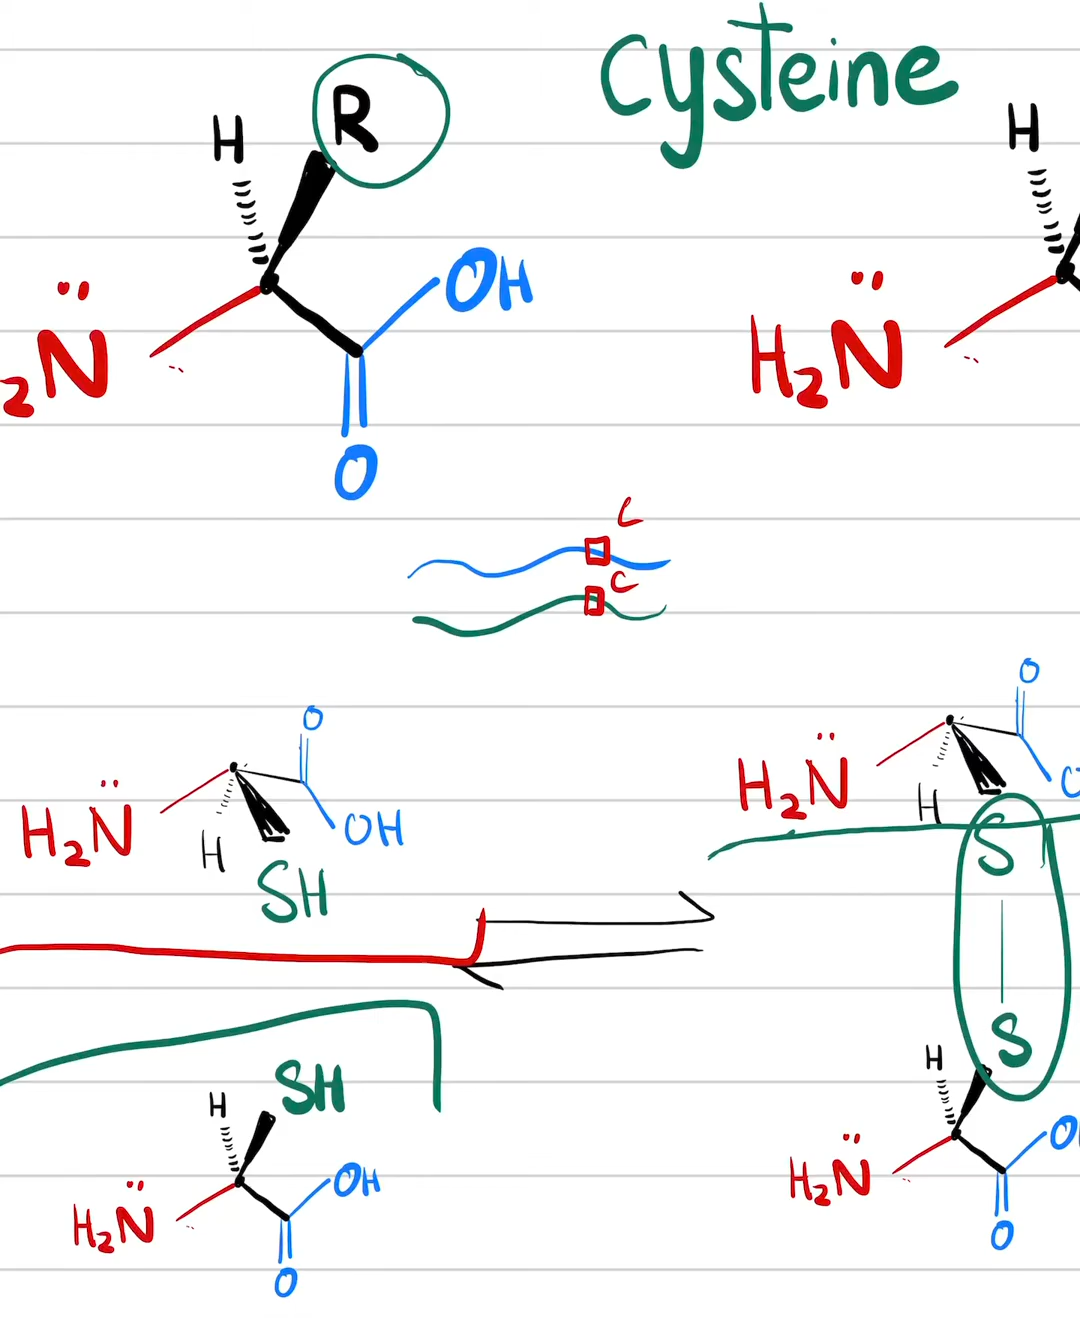 Cysteine
H R H
₂N̈ OH H₂N̈
O
C
C
O
H₂N̈ H OH
SH
O
H₂N̈ H
S
S
H SH
H₂N̈ OH
O
H
H₂N̈ O
O